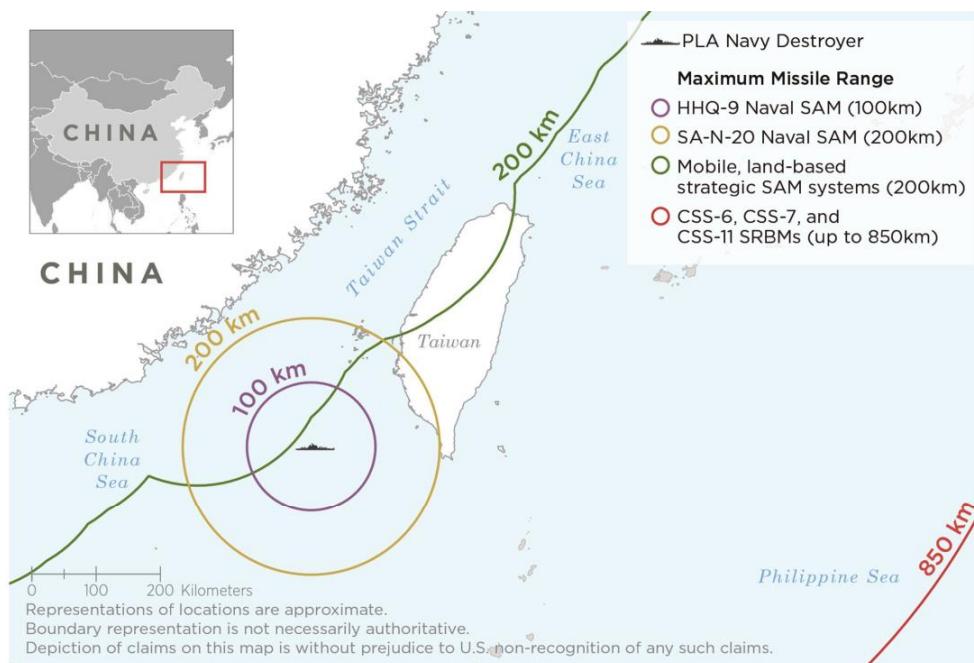 PLA Navy Destroyer
Maximum Missile Range
HHQ-9 Naval SAM (100km)
SA-N-20 Naval SAM (200km)
Mobile, land-based
strategic SAM systems (200km)
CSS-6, CSS-7, and
CSS-11 SRBMs (up to 850km)
CHINA
CHINA
200 km
East
China
Sea
Taiwan Strait
200 km
100 km
Taiwan
South
China
Sea
850 km
Philippine Sea
0 100 200 Kilometers
Representations of locations are approximate.
Boundary representation is not necessarily authoritative.
Depiction of claims on this map is without prejudice to U.S. non-recognition of any such claims.